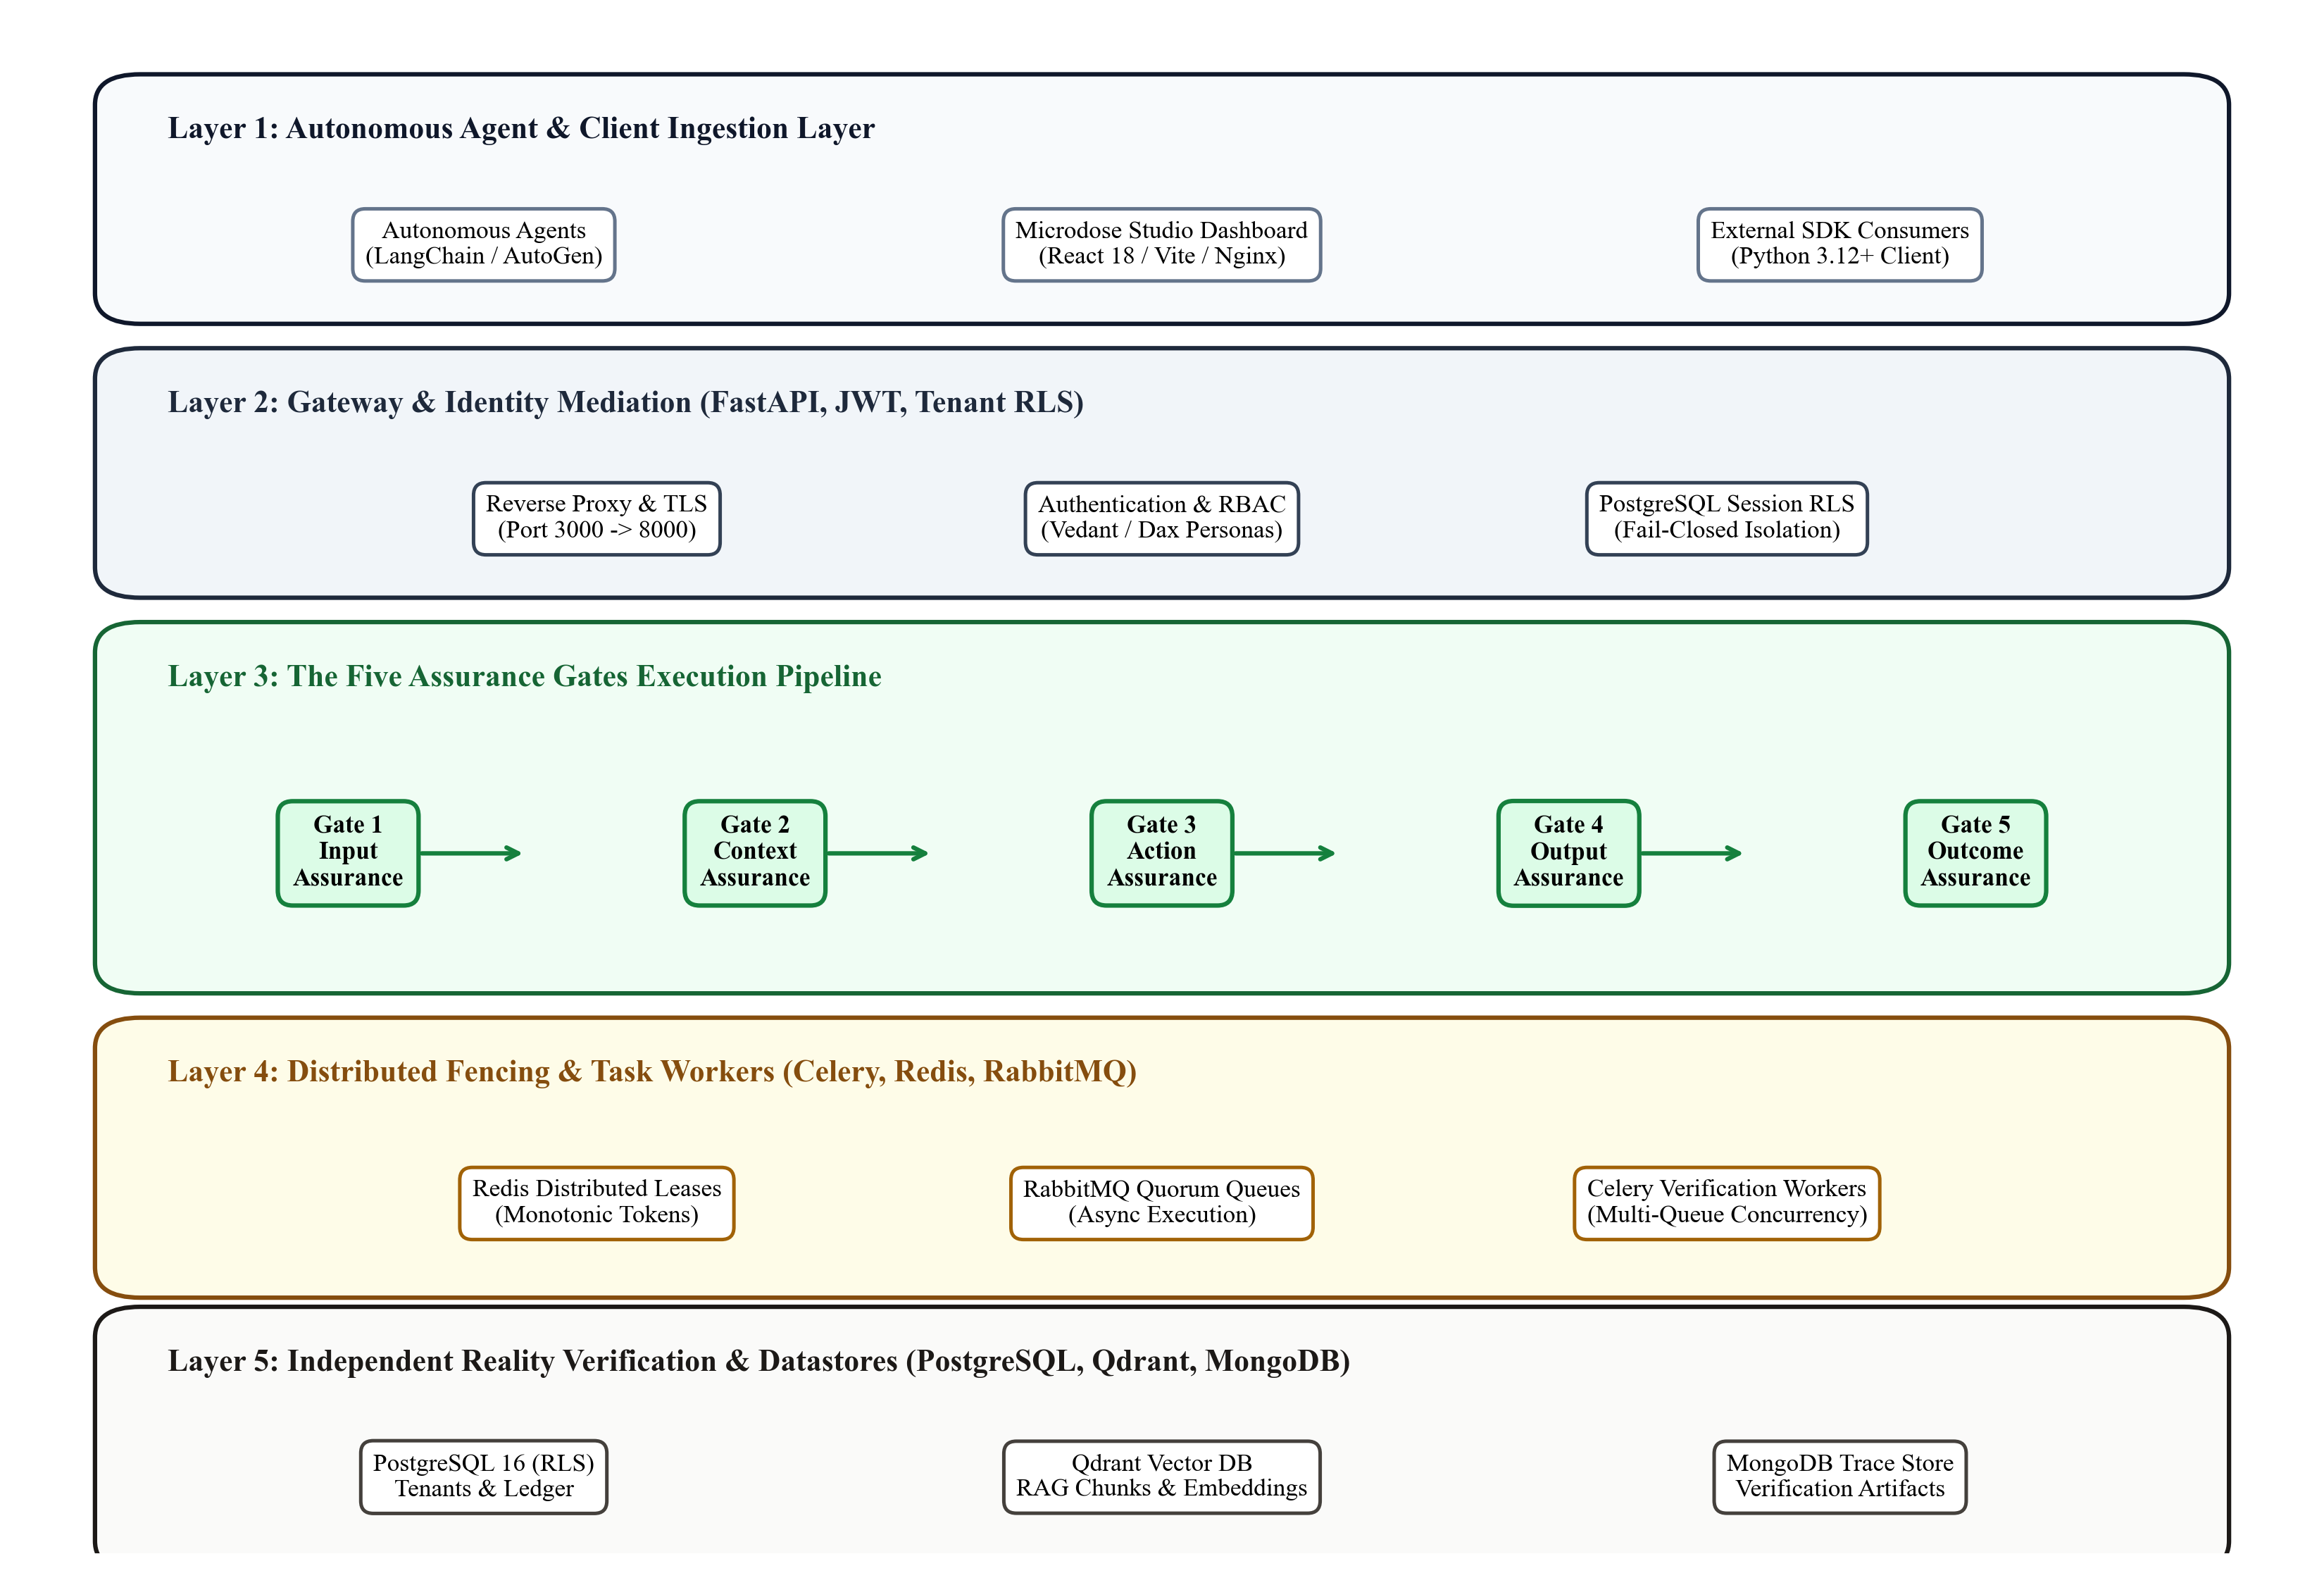 Layer 1: Autonomous Agent & Client Ingestion Layer
Autonomous Agents
(LangChain / AutoGen)
Microdose Studio Dashboard
(React 18 / Vite / Nginx)
External SDK Consumers
(Python 3.12+ Client)
Layer 2: Gateway & Identity Mediation (FastAPI, JWT, Tenant RLS)
Reverse Proxy & TLS
(Port 3000 -> 8000)
Authentication & RBAC
(Vedant / Dax Personas)
PostgreSQL Session RLS
(Fail-Closed Isolation)
Layer 3: The Five Assurance Gates Execution Pipeline
Gate 1
Input
Assurance
Gate 2
Context
Assurance
Gate 3
Action
Assurance
Gate 4
Output
Assurance
Gate 5
Outcome
Assurance
Layer 4: Distributed Fencing & Task Workers (Celery, Redis, RabbitMQ)
Redis Distributed Leases
(Monotonic Tokens)
RabbitMQ Quorum Queues
(Async Execution)
Celery Verification Workers
(Multi-Queue Concurrency)
Layer 5: Independent Reality Verification & Datastores (PostgreSQL, Qdrant, MongoDB)
PostgreSQL 16 (RLS)
Tenants & Ledger
Qdrant Vector DB
RAG Chunks & Embeddings
MongoDB Trace Store
Verification Artifacts